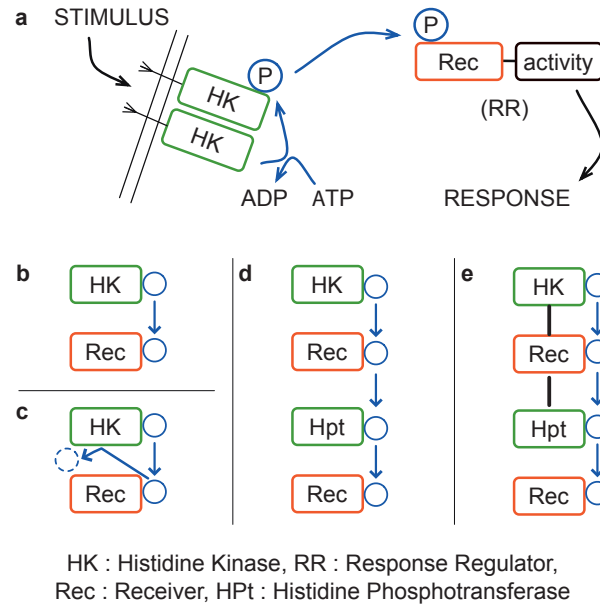 a STIMULUS
P
P
HK
HK
Rec activity
(RR)
ADP ATP
RESPONSE
b
HK
Rec
c
HK
Rec
d
HK
Rec
Hpt
Rec
e
HK
Rec
Hpt
Rec
HK : Histidine Kinase, RR : Response Regulator,
Rec : Receiver, HPt : Histidine Phosphotransferase